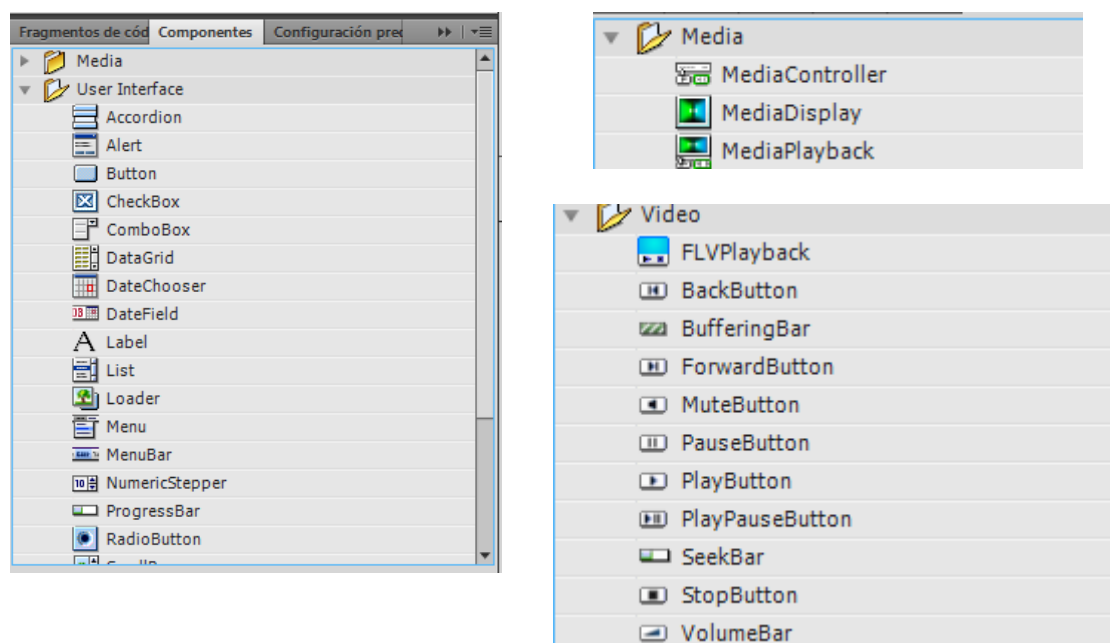 Fragmentos de cód Componentes Configuración pred
Media
User Interface
Accordion
Alert
Button
CheckBox
ComboBox
DataGrid
DateChooser
DateField
Label
List
Loader
Menu
MenuBar
NumericStepper
ProgressBar
RadioButton
Media
MediaController
MediaDisplay
MediaPlayback
Video
FLVPlayback
BackButton
BufferingBar
ForwardButton
MuteButton
PauseButton
PlayButton
PlayPauseButton
SeekBar
StopButton
VolumeBar